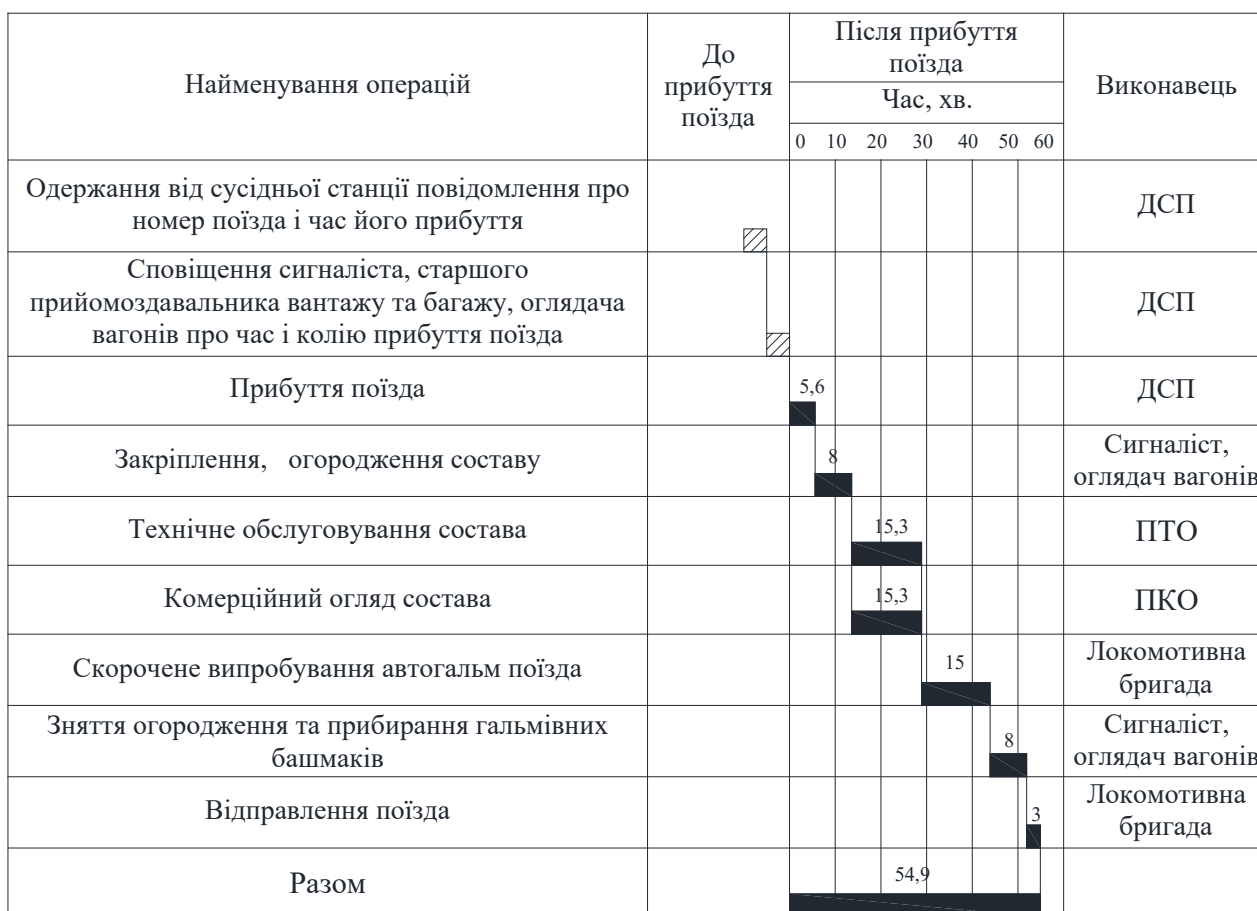 Найменування операцій
До
прибуття
поїзда
Після прибуття
поїзда
Час, хв.
0 10 20 30 40 50 60
Виконавець
Одержання від сусідньої станції повідомлення про
номер поїзда і час його прибуття
ДСП
Сповіщення сигналіста, старшого
прийомоздавальника вантажу та багажу, оглядача
вагонів про час і колію прибуття поїзда
ДСП
Прибуття поїзда
5,6
ДСП
Закріплення, огородження составу
8
Сигналіст,
оглядач вагонів
Технічне обслуговування состава
15,3
ПТО
Комерційний огляд состава
15,3
ПКО
Скорочене випробування автогальм поїзда
15
Локомотивна
бригада
Зняття огородження та прибирання гальмівних
башмаків
8
Сигналіст,
оглядач вагонів
Відправлення поїзда
3
Локомотивна
бригада
Разом
54,9